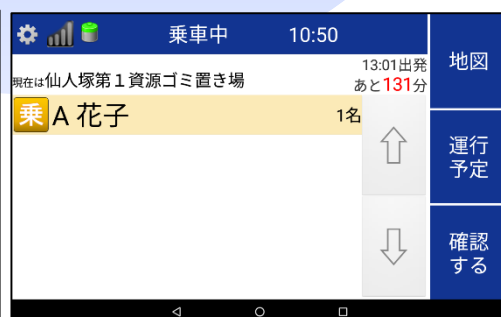 乗車中 10:50
現在は仙人塚第１資源ゴミ置き場
13:01出発
あと131分
乗 A 花子 1名
地図
運行
予定
確認
する